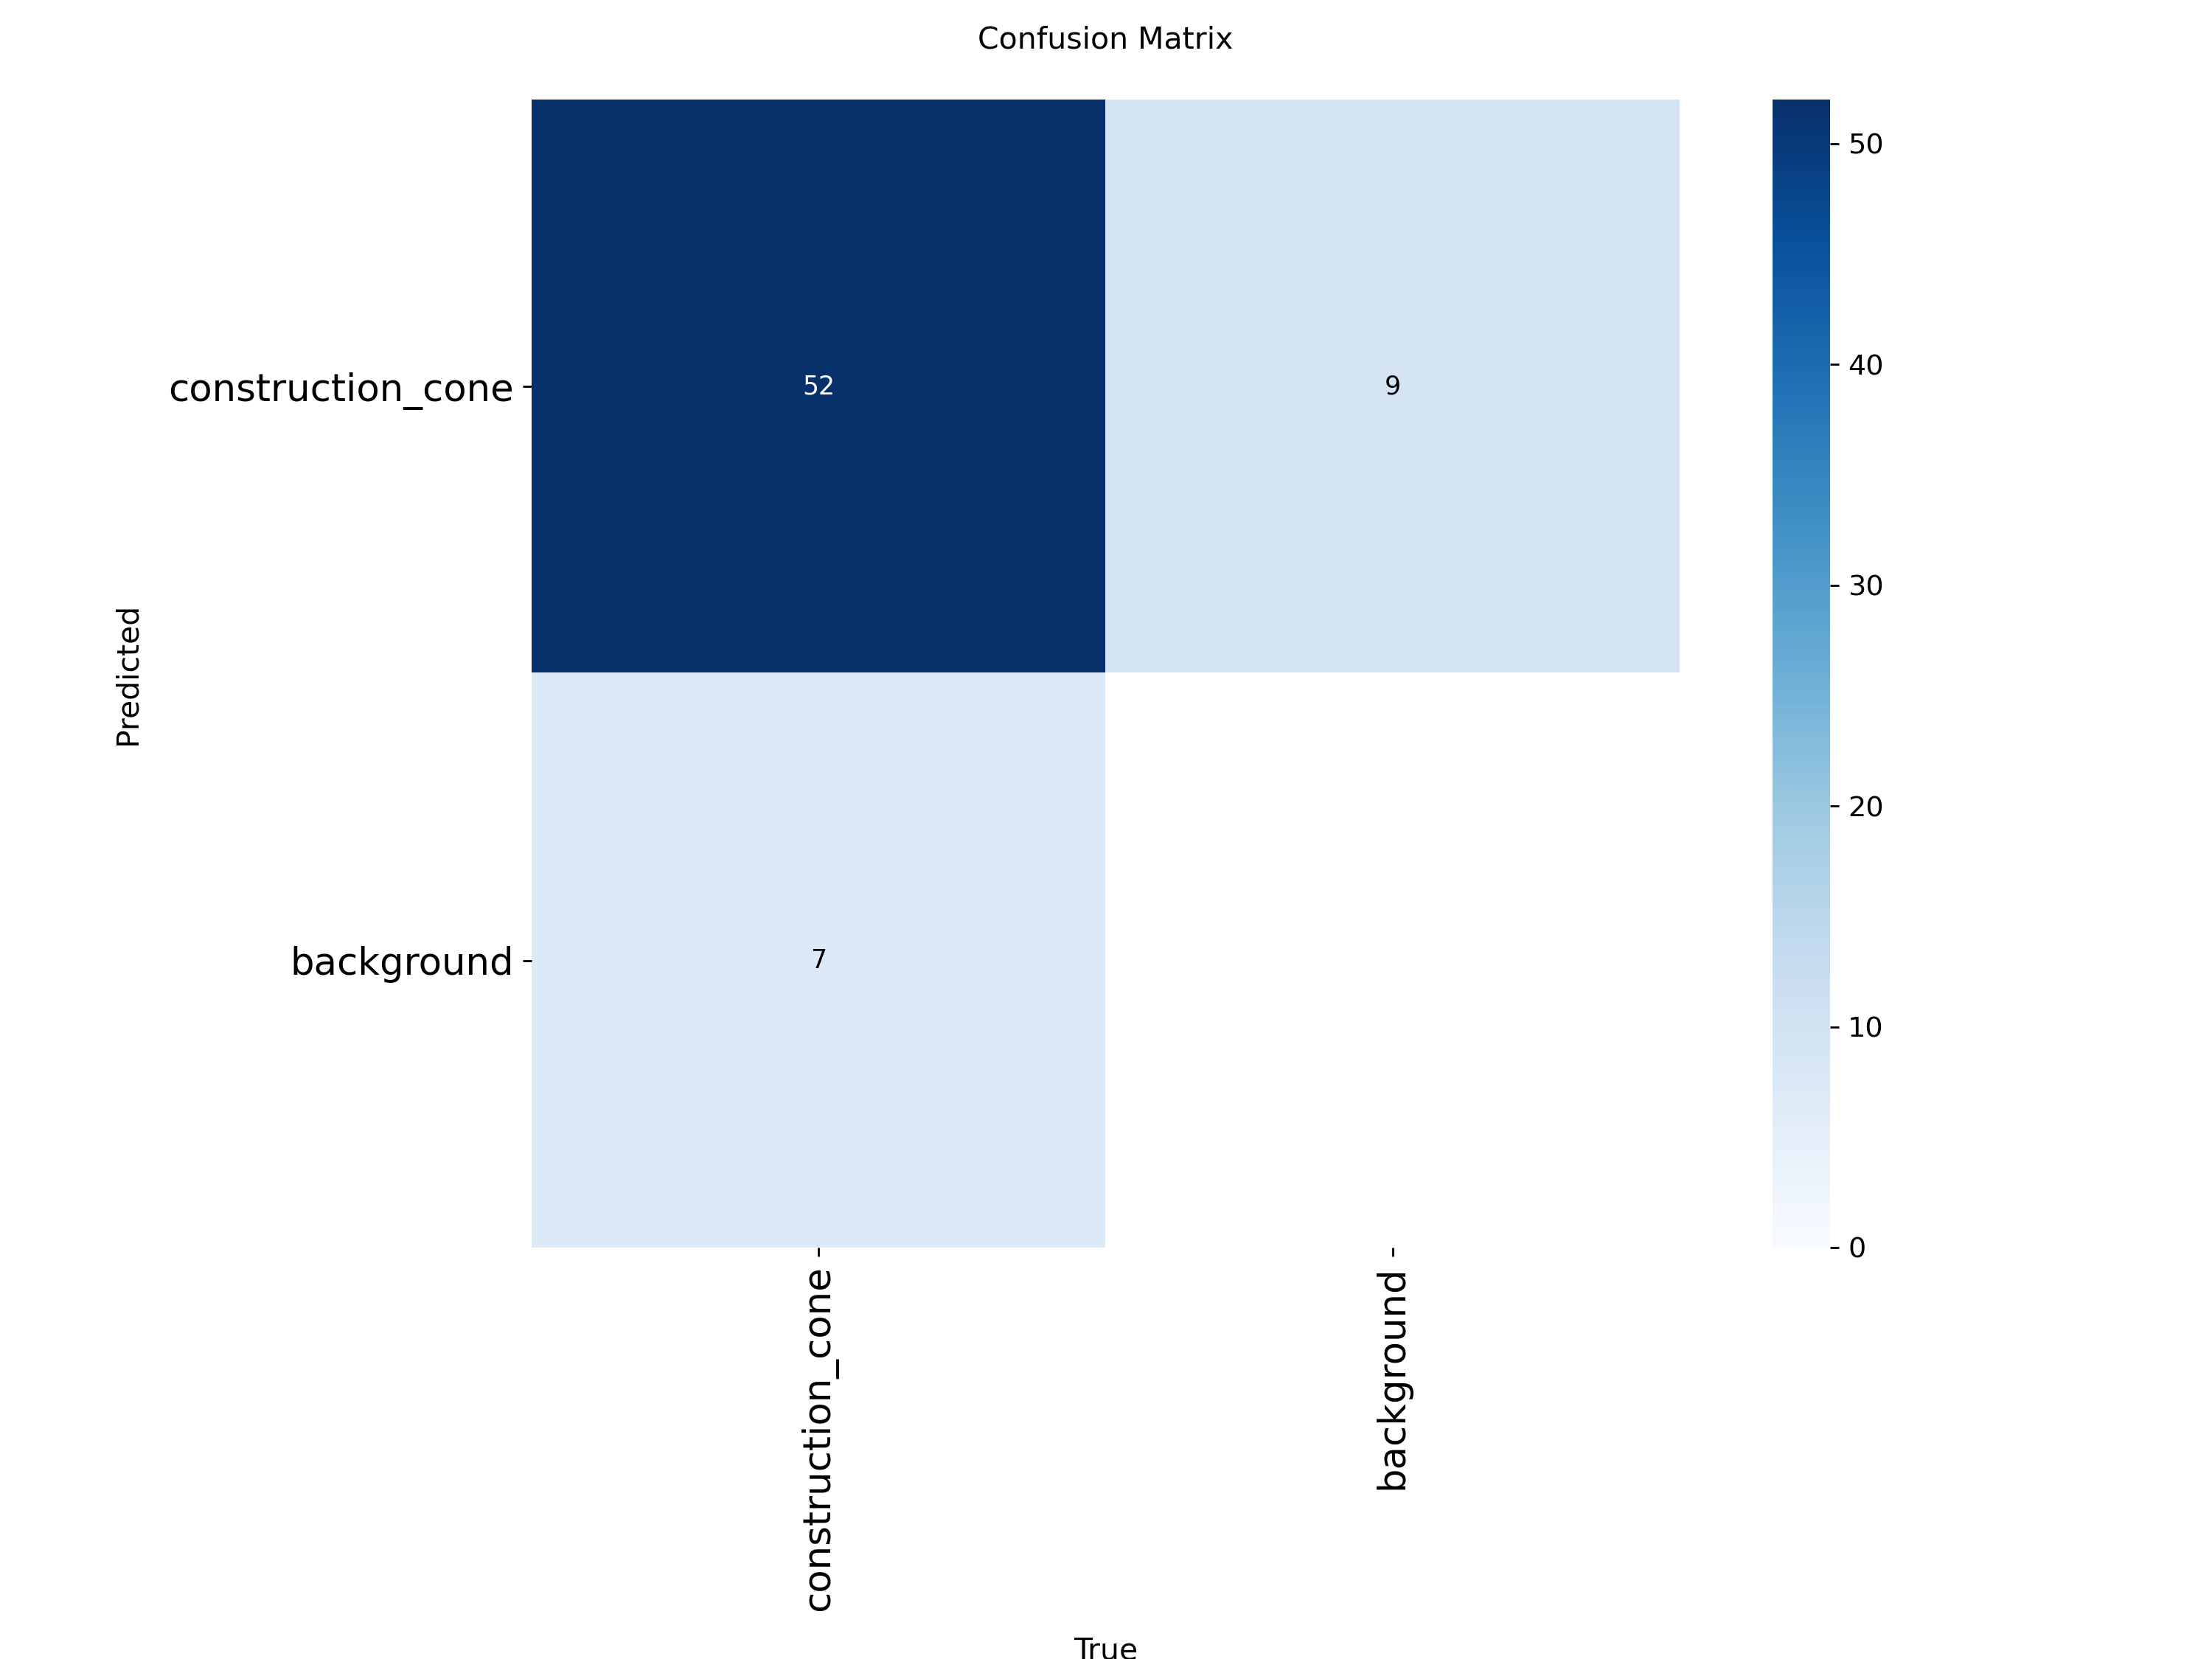 Confusion Matrix
construction_cone
52
9
Predicted
background
7
construction_cone
background
True
50
40
30
20
10
0